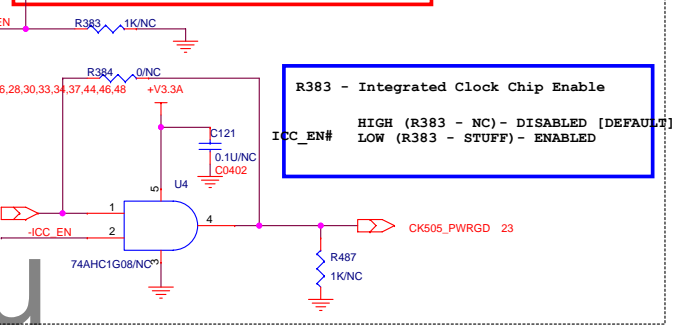 EN
R383
1K/NC
R384
0/NC
6,28,30,33,34,37,44,46,48
+V3.3A
R383 - Integrated Clock Chip Enable
HIGH (R383 - NC)- DISABLED [DEFAULT]
ICC_EN#
LOW (R383 - STUFF)- ENABLED
C121
0.1U/NC
C0402
5
U4
1
4
CK505_PWRGD 23
-ICC_EN
2
74AHC1G08/NC
3
R487
1K/NC
u